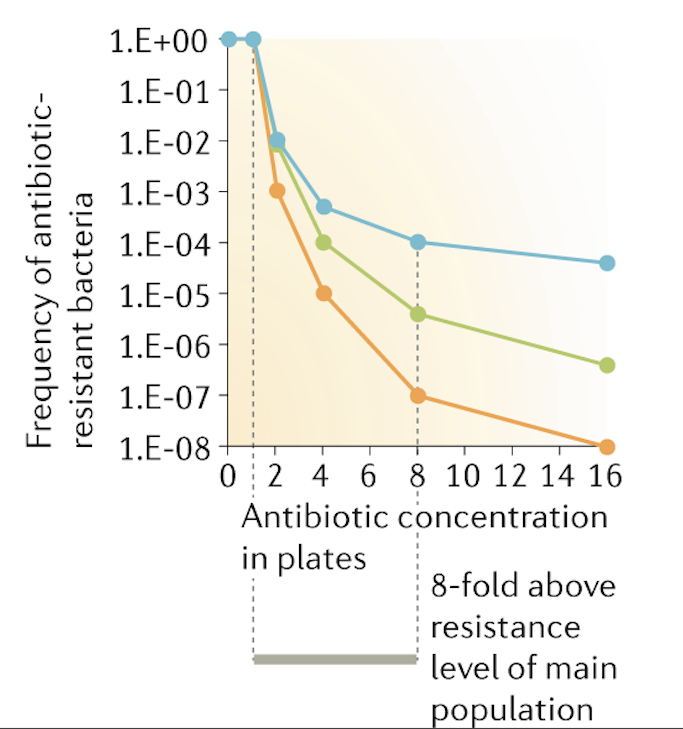 Frequency of antibiotic-
resistant bacteria
1.E+00
1.E-01
1.E-02
1.E-03
1.E-04
1.E-05
1.E-06
1.E-07
1.E-08
0 2 4 6 8 10 12 14 16
Antibiotic concentration
in plates
8-fold above
resistance
level of main
population